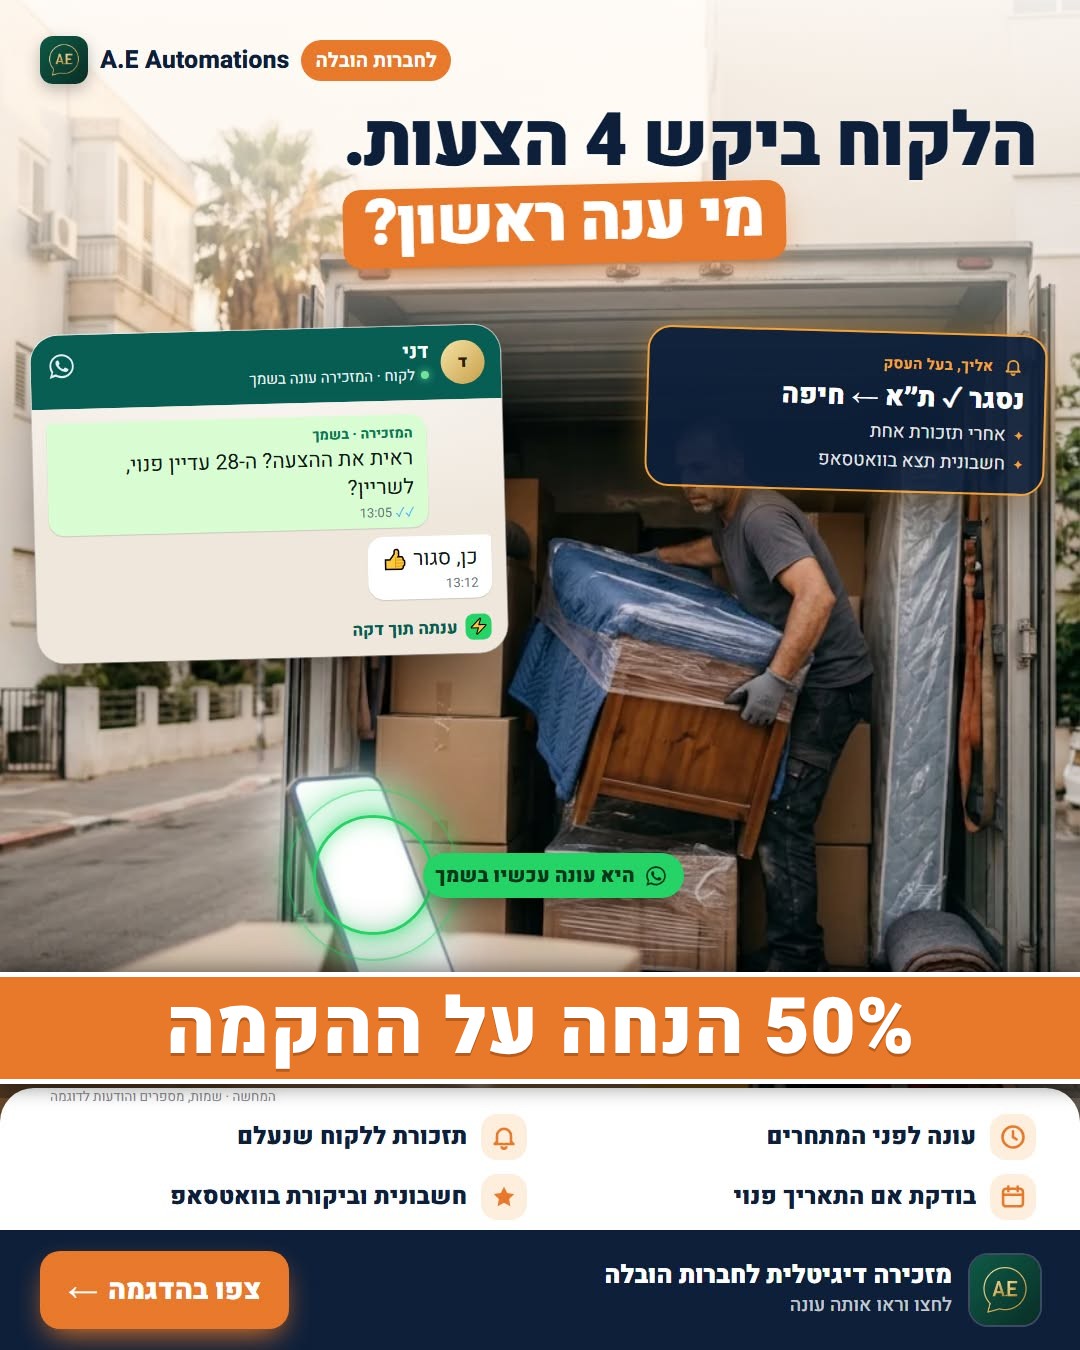 A.E Automations
לחברות הובלה
הלקוח ביקש 4 הצעות.
מי ענה ראשון?
אליך, בעל העסק
נסגר ✓ ת״א ← חיפה
אחרי תזכורת אחת
חשבונית תצא בוואטסאפ
ד
דני
לקוח · המזכירה עונה בשמך
המזכירה · בשמך
ראית את ההצעה? ה-28 עדיין פנוי,
לשריין?
13:05 ✓✓
כן, סגור 👍
13:12
ענתה תוך דקה
היא עונה עכשיו בשמך
50% הנחה על ההקמה
המחשה · שמות, מספרים והודעות לדוגמה
עונה לפני המתחרים
תזכורת ללקוח שנעלם
בודקת אם התאריך פנוי
חשבונית וביקורת בוואטסאפ
AE
מזכירה דיגיטלית לחברות הובלה
לחצו וראו אותה עונה
צפו בהדגמה ←